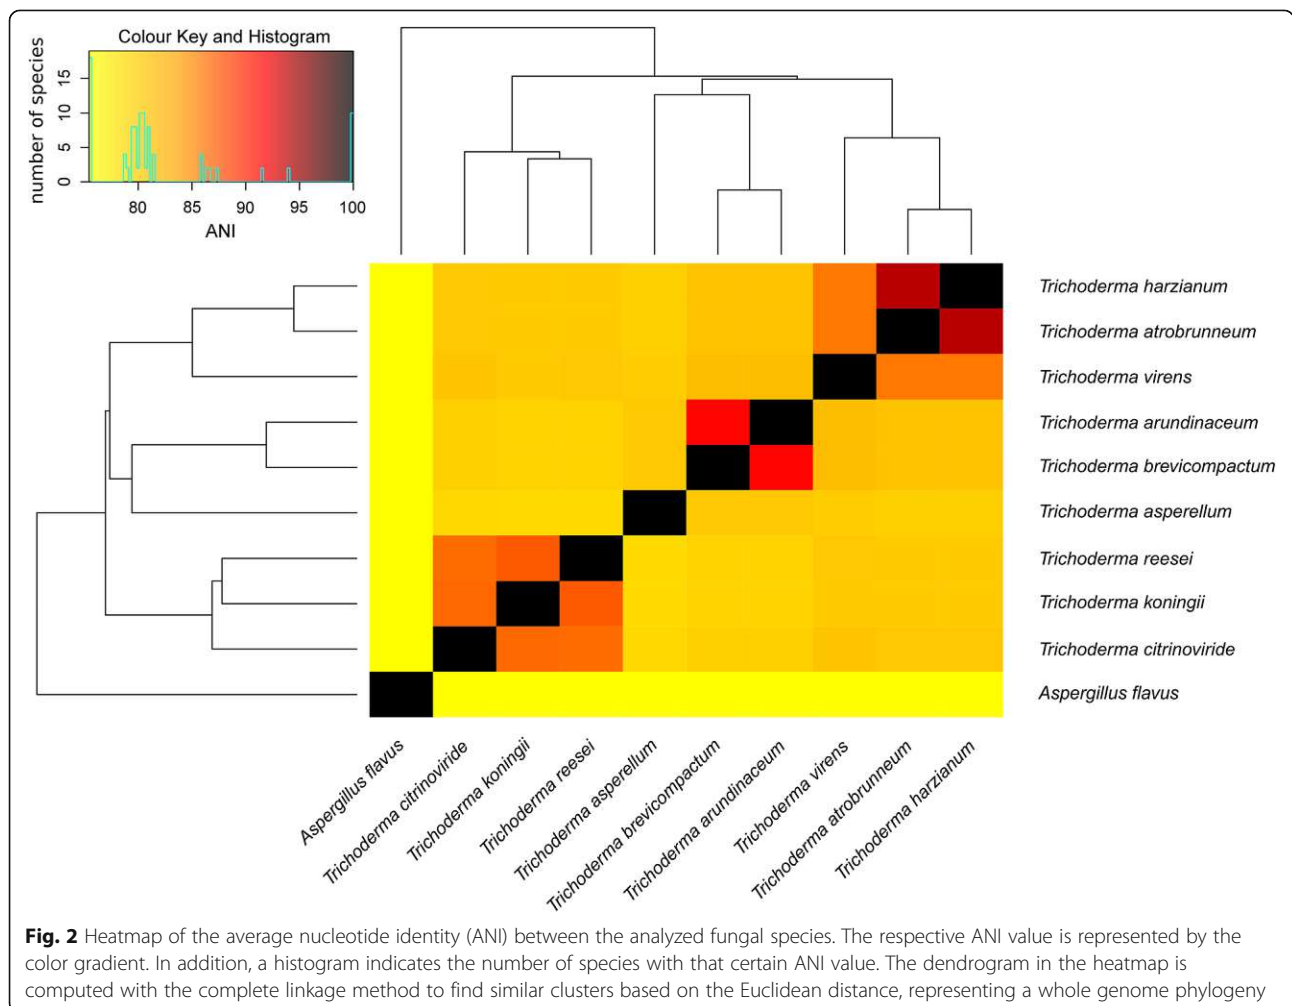 Colour Key and Histogram
number of species
15
10
5
0
80 85 90 95 100
ANI
Trichoderma harzianum
Trichoderma atrobrunneum
Trichoderma virens
Trichoderma arundinaceum
Trichoderma brevicompactum
Trichoderma asperellum
Trichoderma reesei
Trichoderma koningii
Trichoderma citrinoviride
Aspergillus flavus
Aspergillus flavus
Trichoderma citrinoviride
Trichoderma koningii
Trichoderma reesei
Trichoderma asperellum
Trichoderma brevicompactum
Trichoderma arundinaceum
Trichoderma virens
Trichoderma atrobrunneum
Trichoderma harzianum
Fig. 2 Heatmap of the average nucleotide identity (ANI) between the analyzed fungal species. The respective ANI value is represented by the
color gradient. In addition, a histogram indicates the number of species with that certain ANI value. The dendrogram in the heatmap is
computed with the complete linkage method to find similar clusters based on the Euclidean distance, representing a whole genome phylogeny